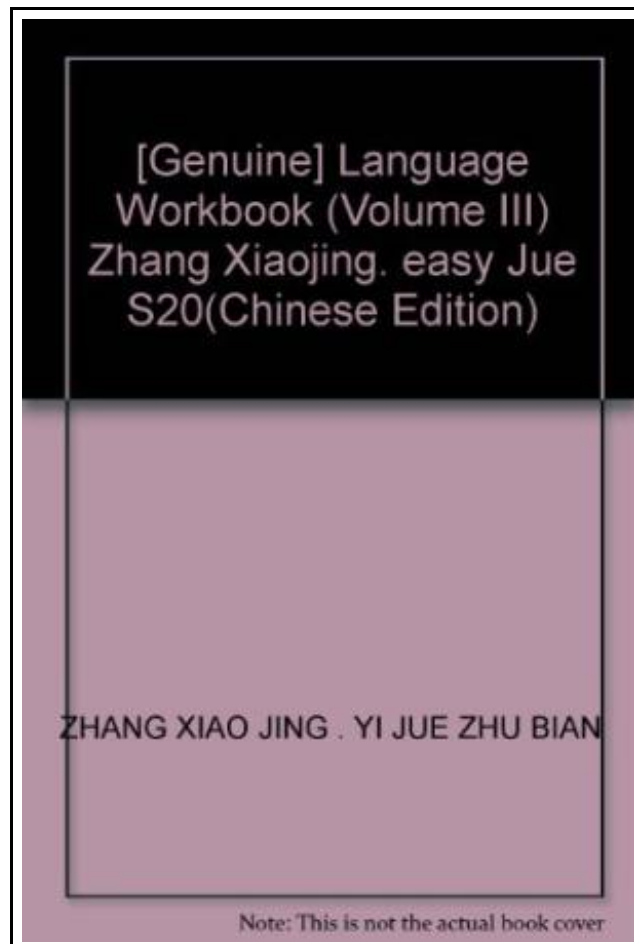 [Genuine] Language
Workbook (Volume III)
Zhang Xiaojing. easy Jue
S20(Chinese Edition)
ZHANG XIAO JING . YI JUE ZHU BIAN
Note: This is not the actual book cover